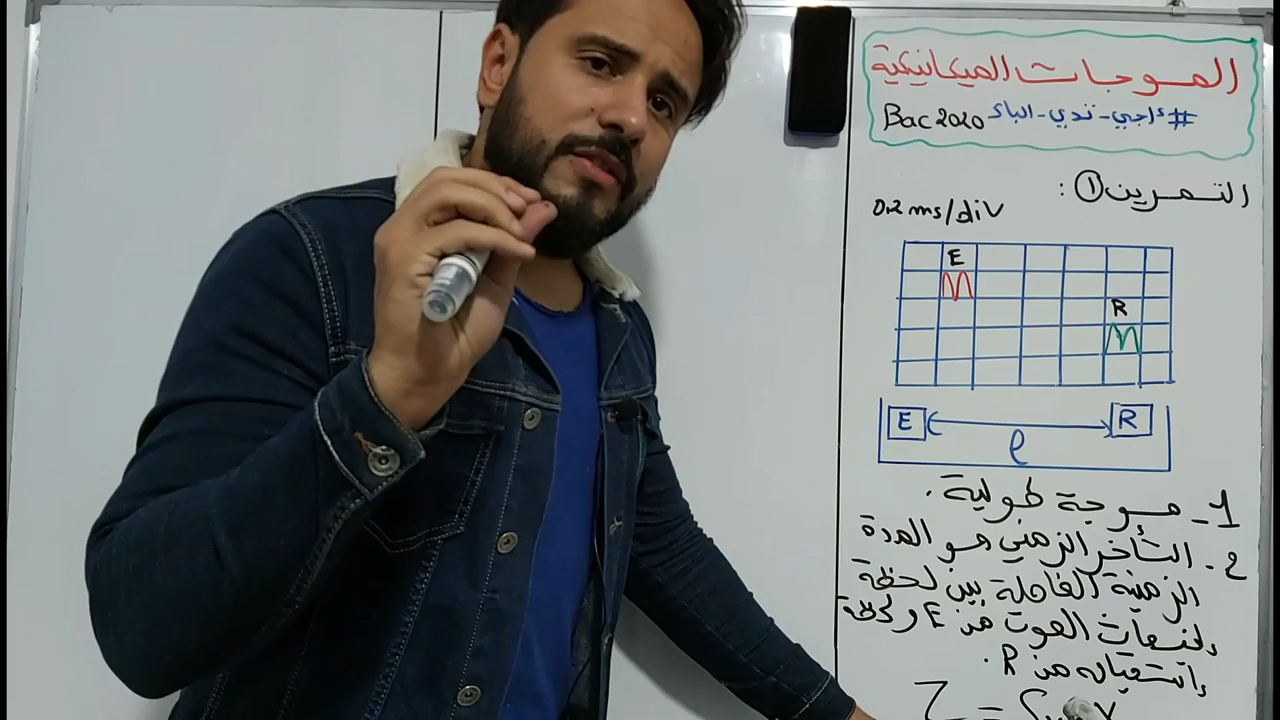 الموجات الميكانيكية
#أجي-تدي-الباك Bac 2020
التمرين ① :
0.2 ms/div
E
R
E R
l
1- موجة طولية .
2. التأخر الزمني هو المدة
الزمنية الفاصلة بين لحظة
انبعاث الصوت من E ولحظة
استقباله من R .